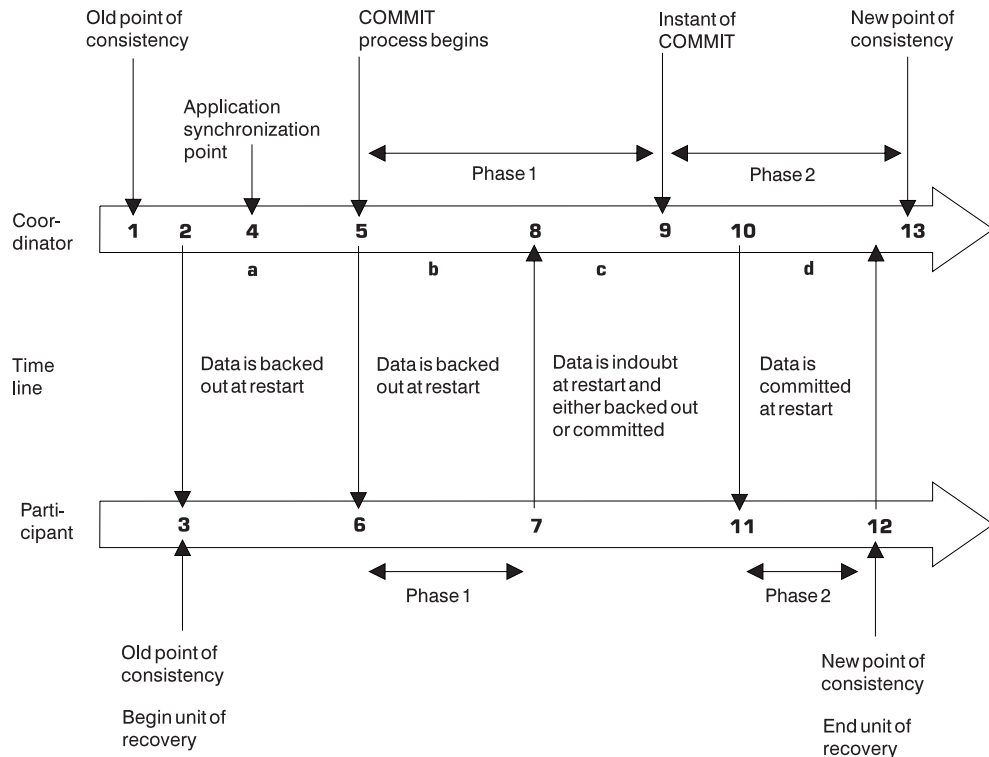 Old point of
consistency
COMMIT
process begins
Instant of
COMMIT
New point of
consistency
Application
synchronization
point
Phase 1
Phase 2
Coor-
dinator
1 2 4 5 8 9 10 13
a b c d
Time
line
Data is backed
out at restart
Data is backed
out at restart
Data is indoubt
at restart and
either backed out
or committed
Data is
committed
at restart
Parti-
cipant
3 6 7 11 12
Phase 1
Phase 2
Old point of
consistency
Begin unit of
recovery
New point of
consistency
End unit of
recovery